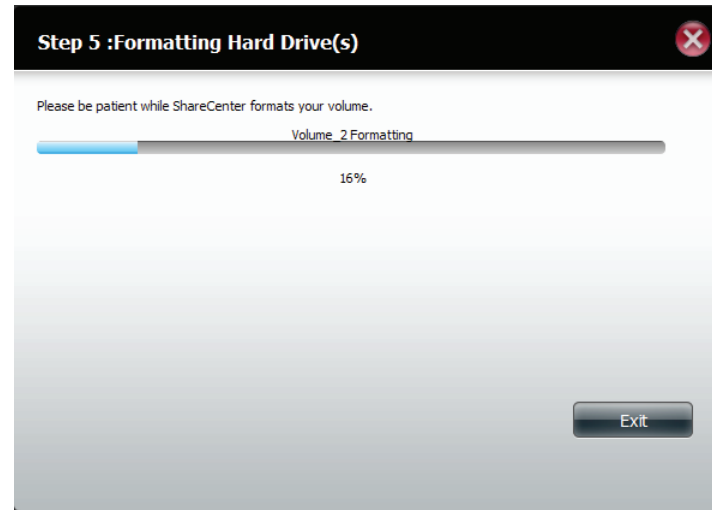 Step 5 :Formatting Hard Drive(s)
Please be patient while ShareCenter formats your volume.
Volume_2 Formatting
16%
Exit